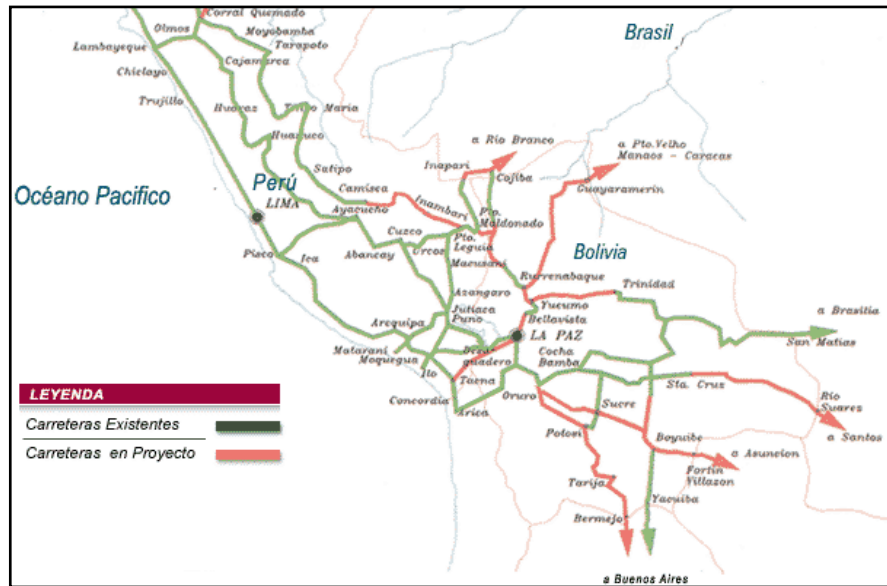 Corral Quemado
Olmos
Moyobamba
Tarapoto
Lambayeque
Cajamarca
Chiclayo
Trujillo
Huaraz
Tingo Maria
Huanuco
Satipo
Brasil
a Rio Branco
a Pto. Velho
Manaos - Caracas
Inapari
Cojiba
Guayaramerin
Océano Pacifico
Perú
LIMA
Camisea
Inambari
Ayacucho
Pto.
Maldonado
Cuzco
Urcos
Pto.
Leguia
Pisco
Ica
Abancay
Macusani
Bolivia
Rurrenabaque
Trinidad
Azangaro
Yucumo
Juliaca
Puno
Bellavista
a Brasilia
Arequipa
LA PAZ
San Matias
Matarani
Moquegua
Desa-
guadero
Cocha
Bamba
Ilo
Tacna
Sta. Cruz
Concordia
Arica
Oruro
Sucre
Rio
Suares
a Santos
Potosi
Boyuibe
a Asuncion
Fortin
Villazon
Tarija
Yacuiba
Bermejo
a Buenos Aires
LEYENDA
Carreteras Existentes
Carreteras en Proyecto